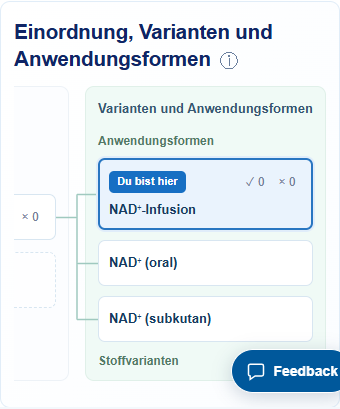 Einordnung, Varianten und
Anwendungsformen ⓘ
Varianten und Anwendungsformen
Anwendungsformen
Du bist hier ✓ 0 × 0
NAD⁺-Infusion
× 0
NAD⁺ (oral)
NAD⁺ (subkutan)
Stoffvarianten
Feedback